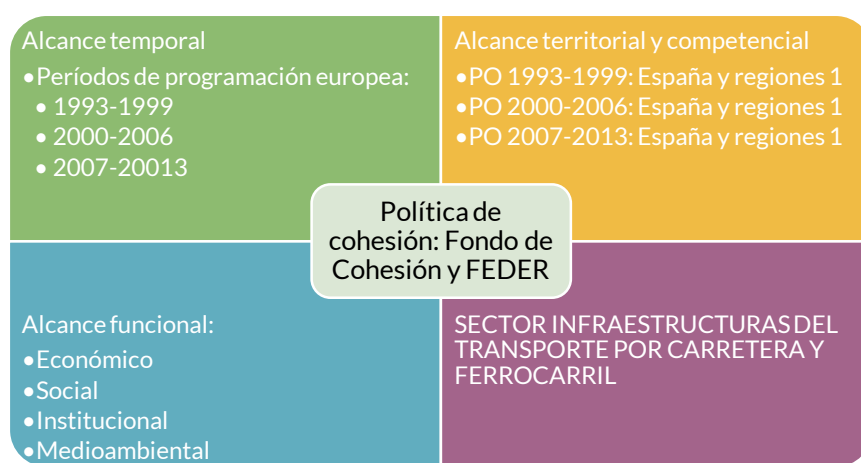 Alcance temporal
•Períodos de programación europea:
• 1993-1999
• 2000-2006
• 2007-20013
Alcance territorial y competencial
•PO 1993-1999: España y regiones 1
•PO 2000-2006: España y regiones 1
•PO 2007-2013: España y regiones 1
Política de
cohesión: Fondo de
Cohesión y FEDER
Alcance funcional:
•Económico
•Social
•Institucional
•Medioambiental
SECTOR INFRAESTRUCTURAS DEL
TRANSPORTE POR CARRETERA Y
FERROCARRIL